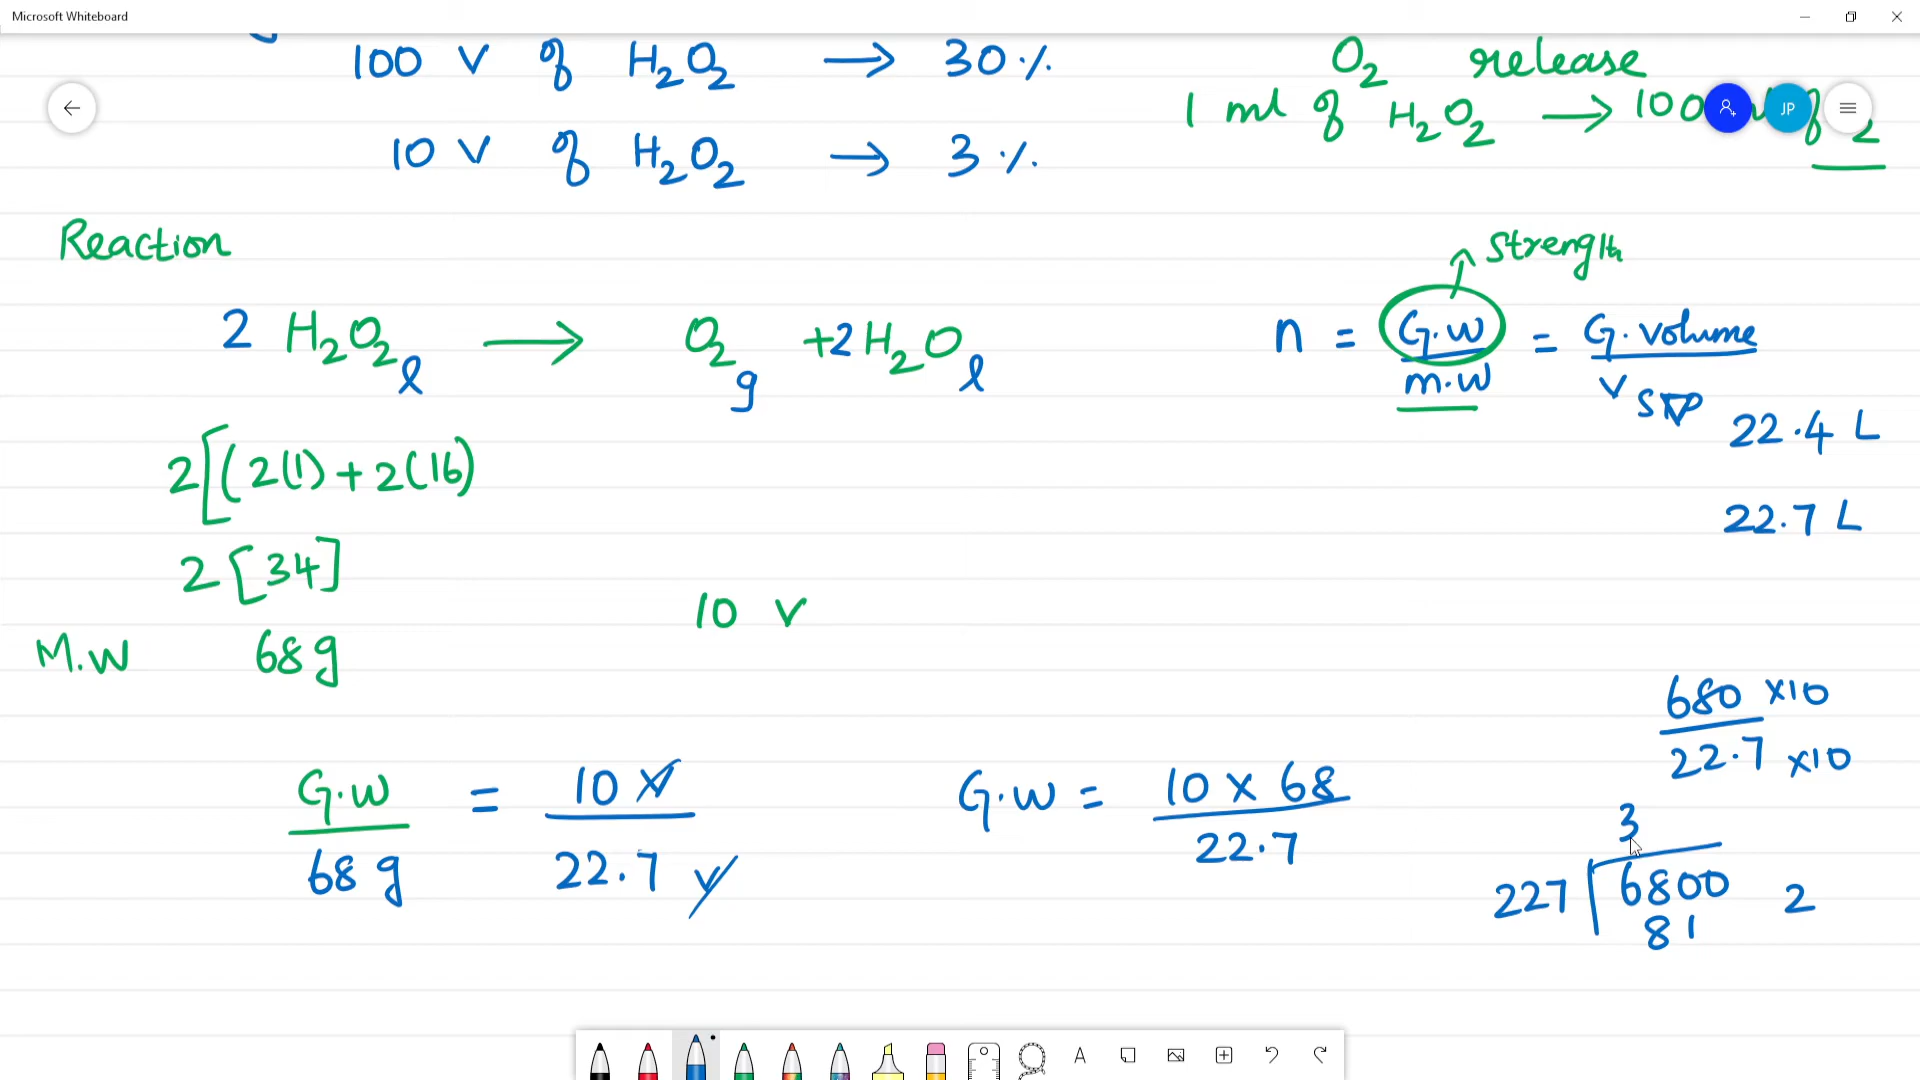 Microsoft Whiteboard
100 V of H₂O₂ → 30 %
10 V of H₂O₂ → 3 %
O₂ release
1 ml of H₂O₂ → 100
JP
Reaction
2 H₂O₂ l → O₂ g + 2 H₂O l
2[(2(1) + 2(16)
2 [34]
M.W 68 g
10 V
Strength
n = G.W / m.W = G. volume / V STP
22.4 L
22.7 L
G.W / 68 g = 10 V / 22.7 V
G.W = 10 x 68 / 22.7
680 x10
22.7 x10
3
227 6800 2
81
A